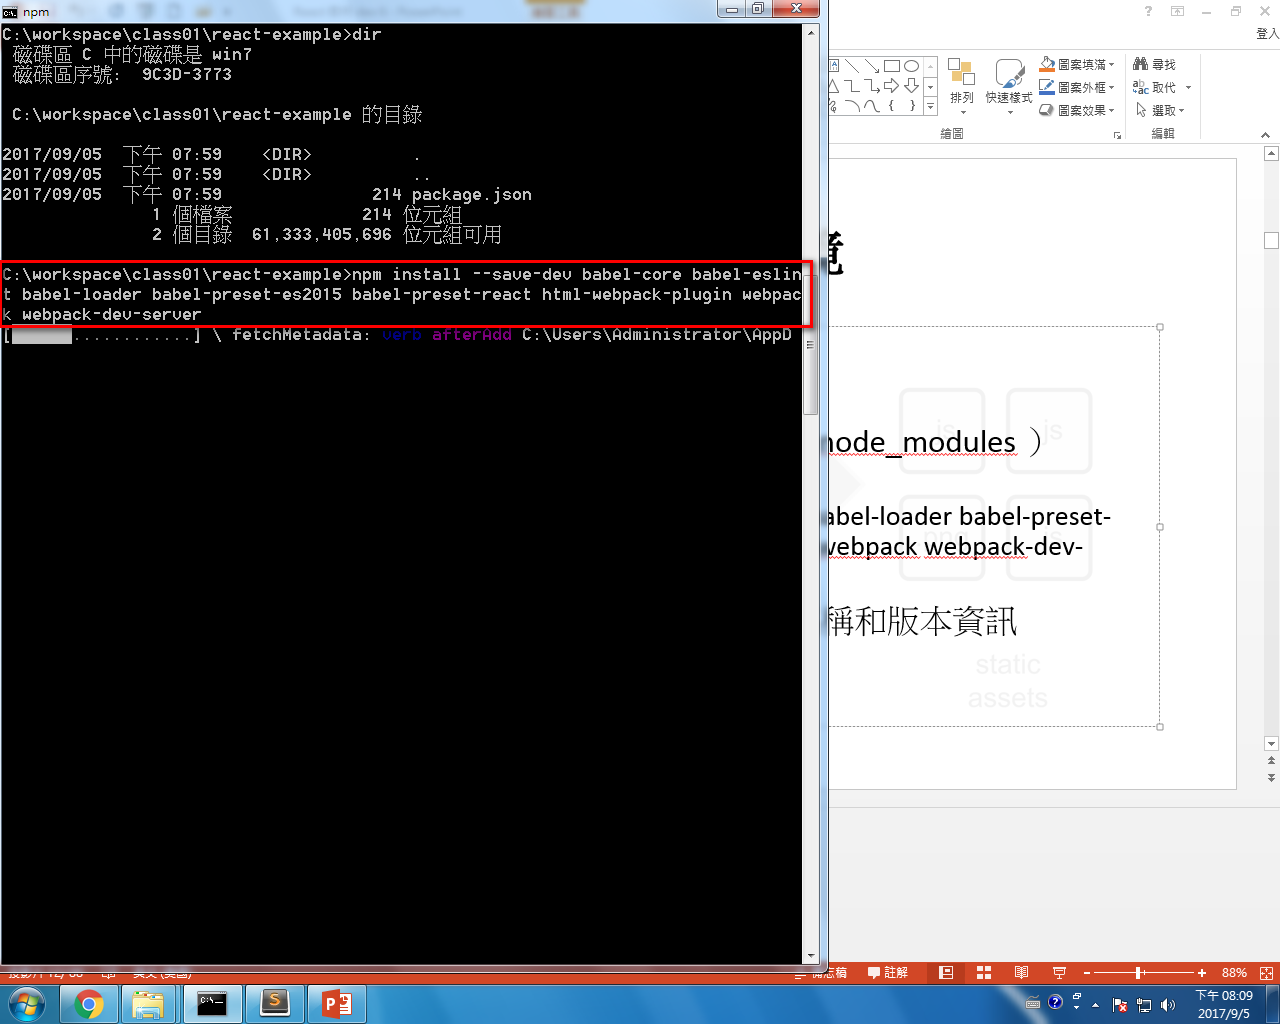 npm
C:\workspace\class01\react-example>dir
磁碟區 C 中的磁碟是 win7
磁碟區序號:  9C3D-3773
C:\workspace\class01\react-example 的目錄
2017/09/05  下午 07:59    <DIR>          .
2017/09/05  下午 07:59    <DIR>          ..
2017/09/05  下午 07:59               214 package.json
1 個檔案             214 位元組
2 個目錄  61,333,405,696 位元組可用
C:\workspace\class01\react-example>npm install --save-dev babel-core babel-eslin
t babel-loader babel-preset-es2015 babel-preset-react html-webpack-plugin webpac
k webpack-dev-server
[      ............] \ fetchMetadata: verb afterAdd C:\Users\Administrator\AppD
登入
圖案填滿
圖案外框
圖案效果
排列
快速樣式
繪圖
尋找
取代
選取
編輯
境
node_modules ）
abel-loader babel-preset-
webpack webpack-dev-
稱和版本資訊
js
js
static
assets
備忘稿
註解
88%
下午 08:09
2017/9/5